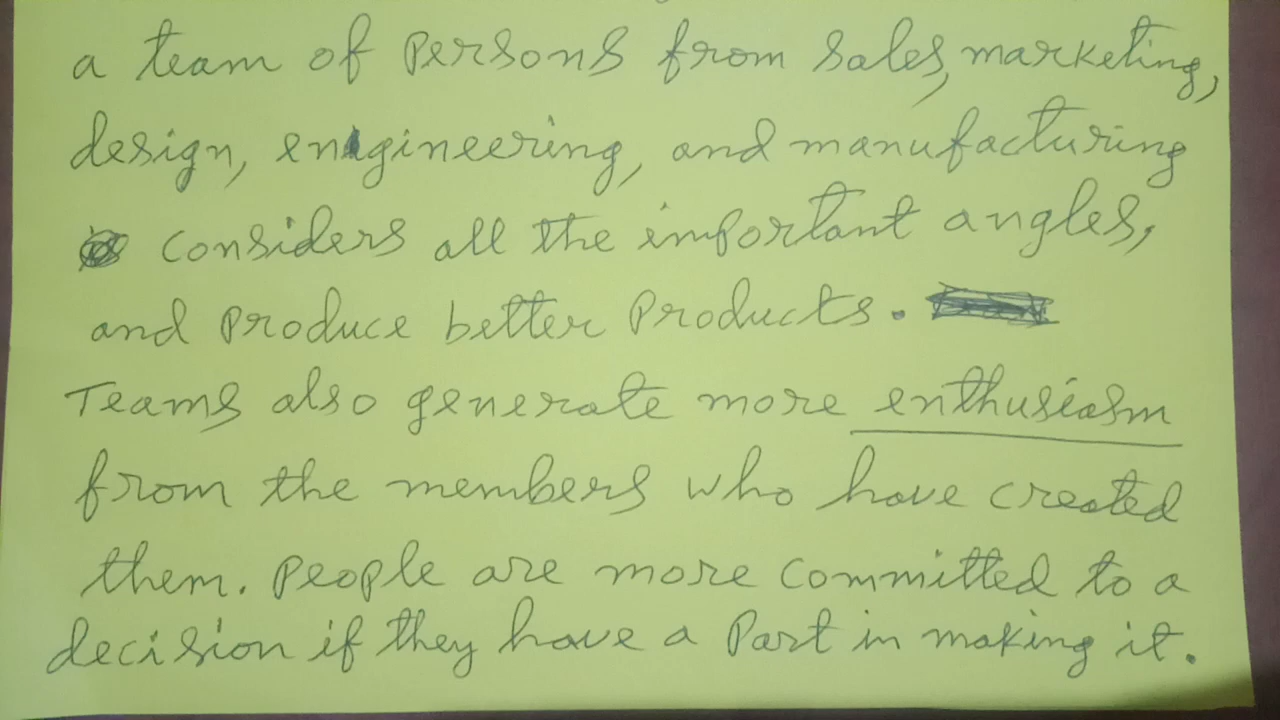 a team of Persons from sales, marketing,
design, engineering, and manufacturing
considers all the important angles,
and produce better Products.
Teams also generate more enthusiasm
from the members who have created
them. People are more committed to a
decision if they have a Part in making it.